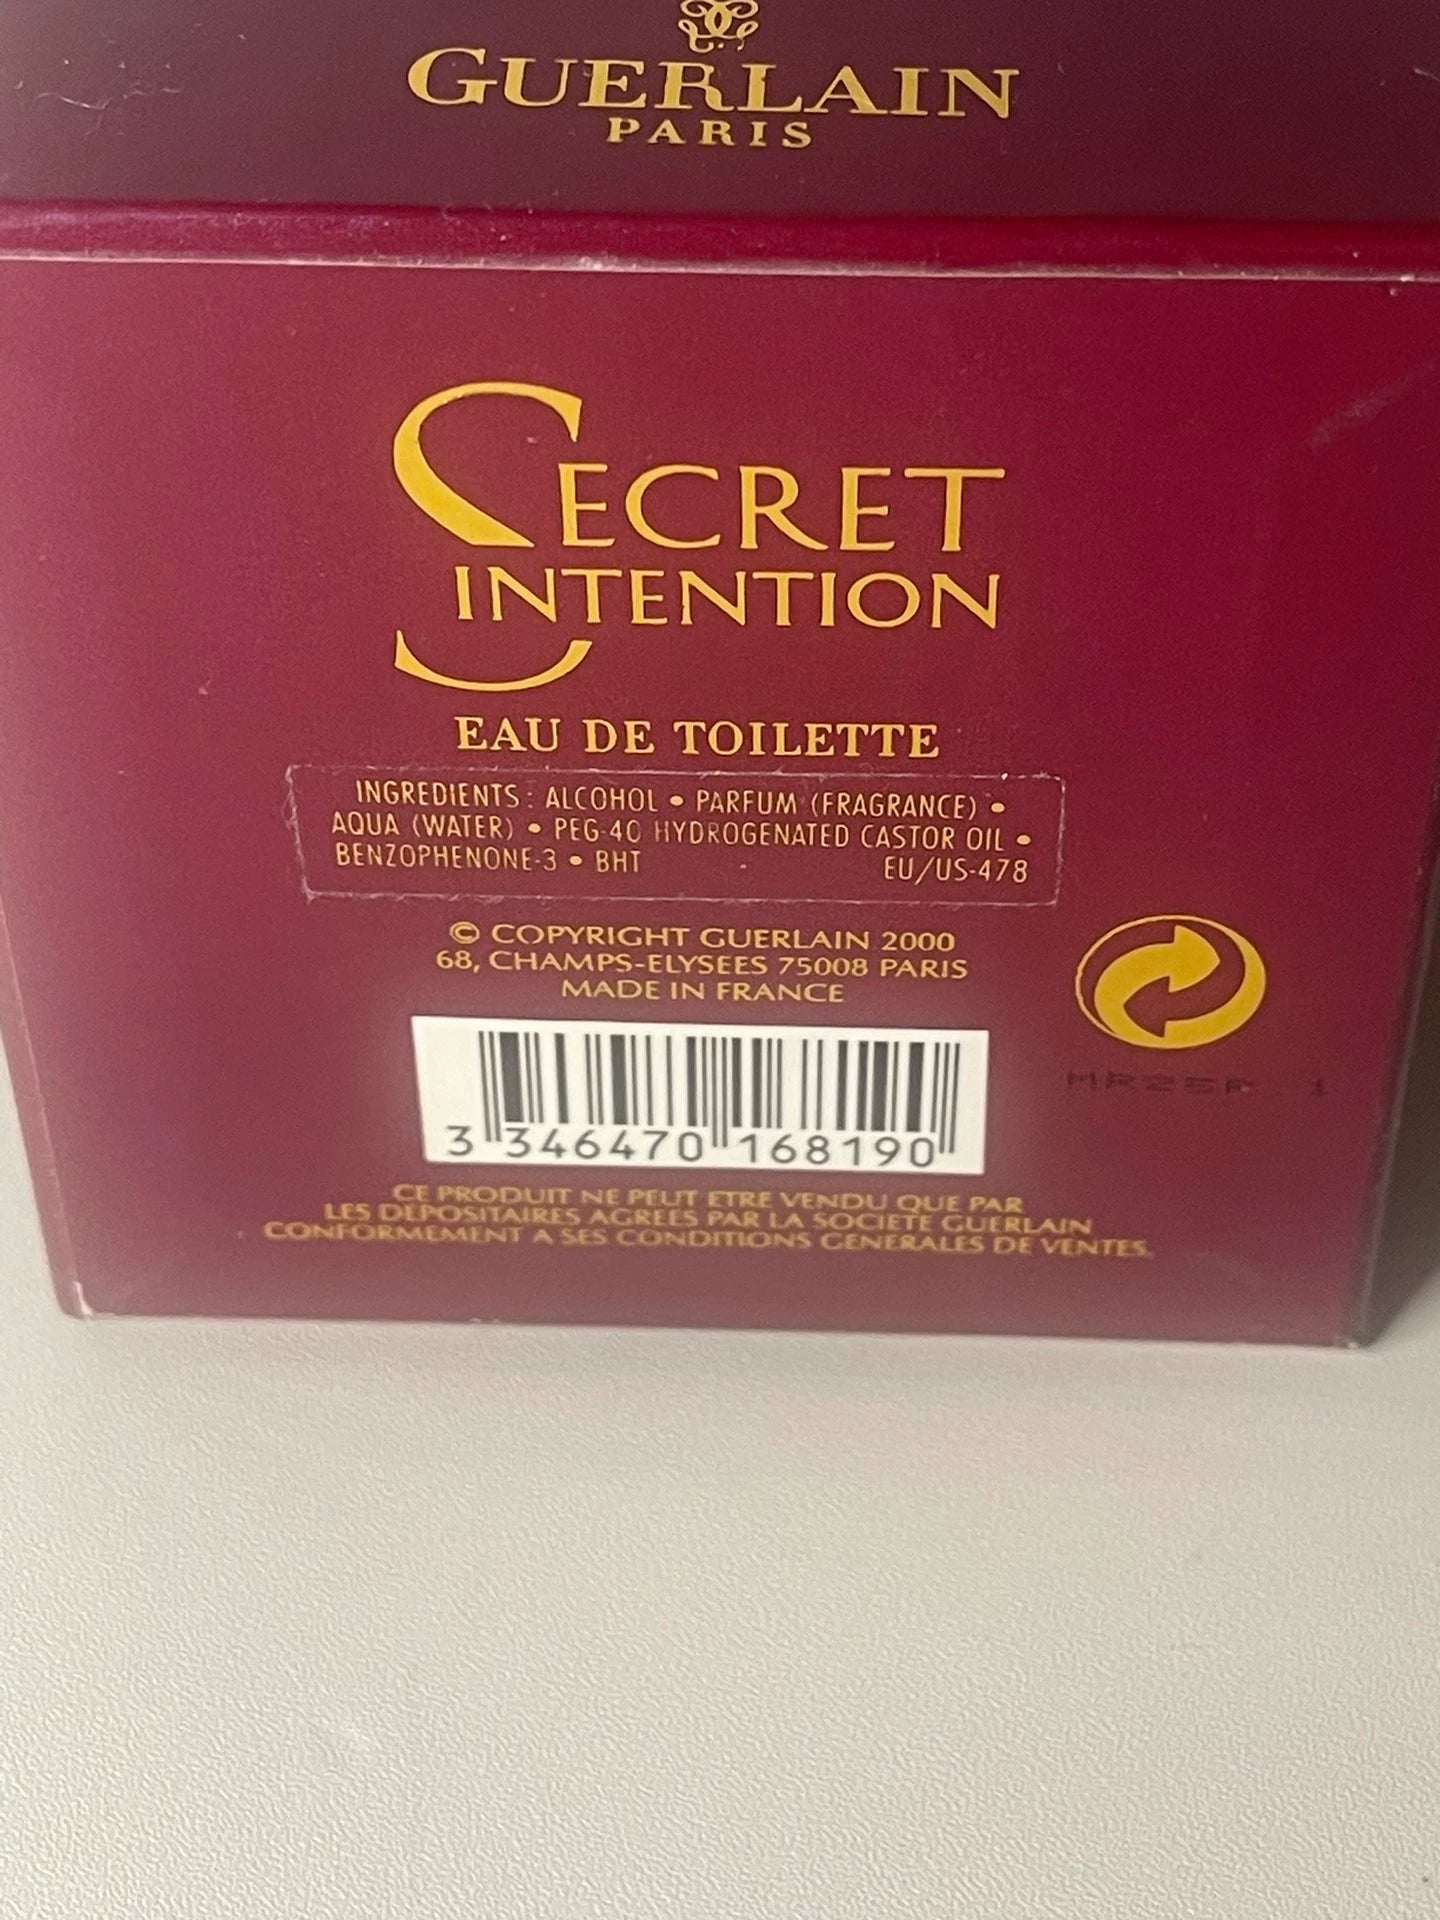 GUERLAIN
PARIS
SECRET
INTENTION
EAU DE TOILETTE
INGREDIENTS : ALCOHOL • PARFUM (FRAGRANCE) •
AQUA (WATER) • PEG-40 HYDROGENATED CASTOR OIL •
BENZOPHENONE-3 • BHT EU/US-478
© COPYRIGHT GUERLAIN 2000
68, CHAMPS-ELYSEES 75008 PARIS
MADE IN FRANCE
3 346470 168190
CE PRODUIT NE PEUT ETRE VENDU QUE PAR
LES DEPOSITAIRES AGREES PAR LA SOCIETE GUERLAIN
CONFORMEMENT A SES CONDITIONS GENERALES DE VENTES.